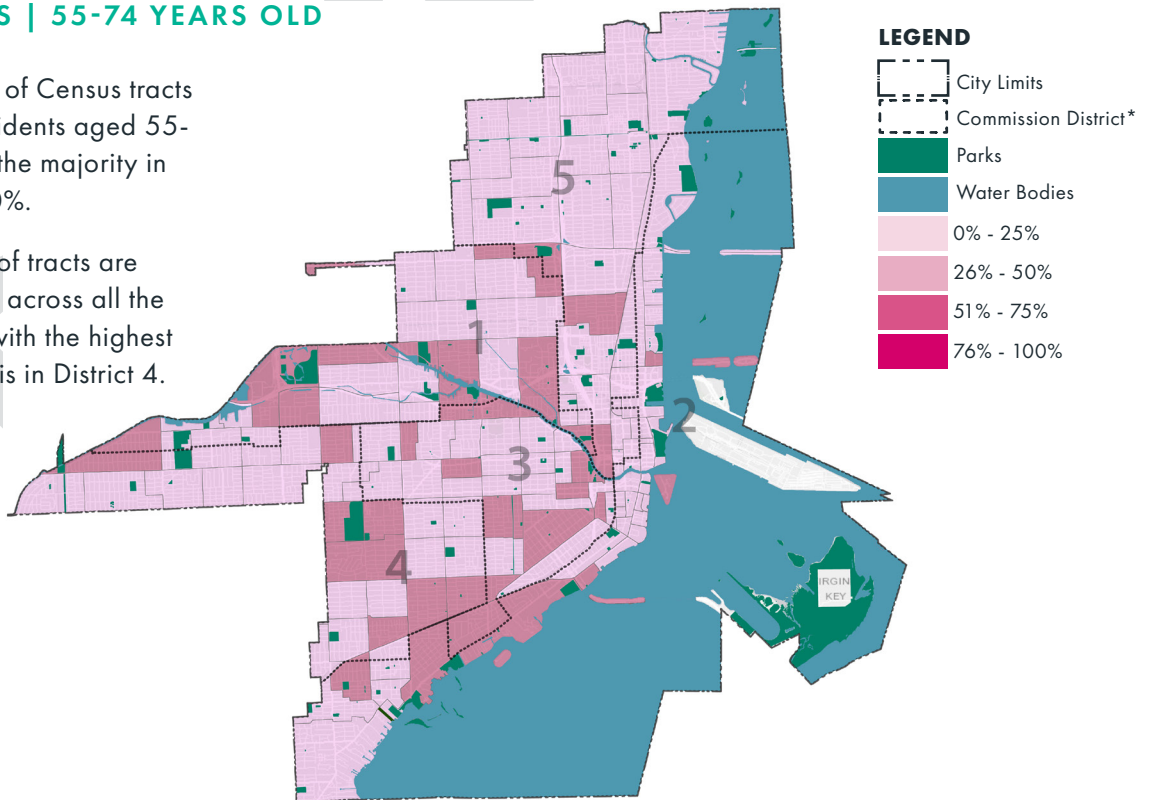 S | 55-74 YEARS OLD
of Census tracts
idents aged 55-
the majority in
0%.
of tracts are
across all the
with the highest
is in District 4.
LEGEND
City Limits
Commission District*
Parks
Water Bodies
0% - 25%
26% - 50%
51% - 75%
76% - 100%
5
1
2
3
4
IRGIN
KEY